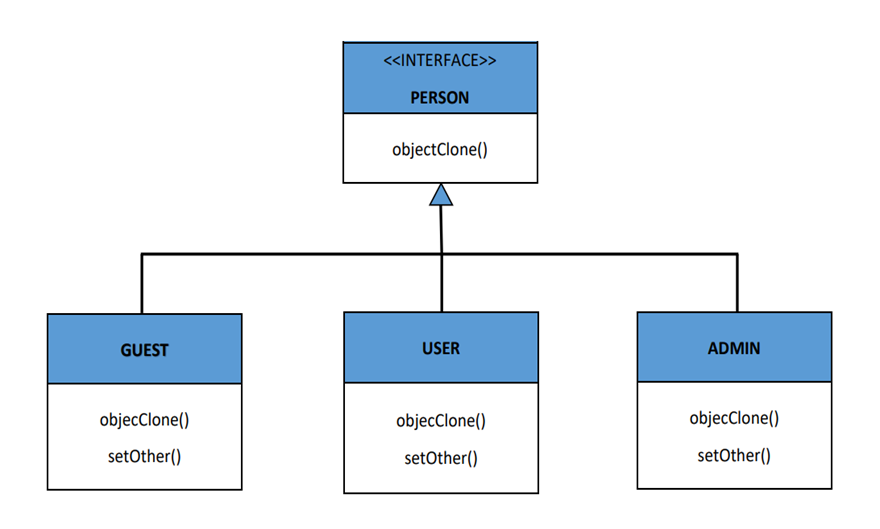 <<INTERFACE>>
PERSON
objectClone()
GUEST
objecClone()
setOther()
USER
objecClone()
setOther()
ADMIN
objecClone()
setOther()